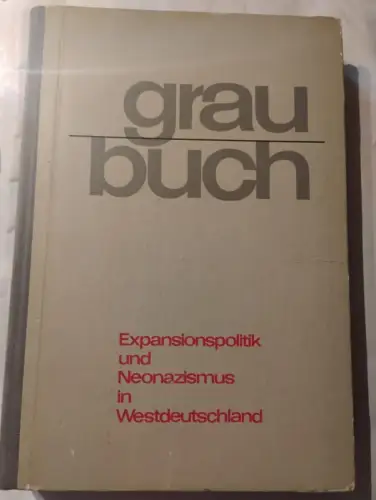 grau
buch
Expansionspolitik
und
Neonazismus
in
Westdeutschland